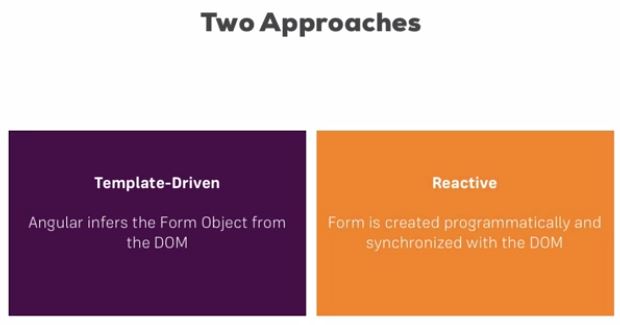 Two Approaches
Template-Driven
Angular infers the Form Object from
the DOM
Reactive
Form is created programmatically and
synchronized with the DOM